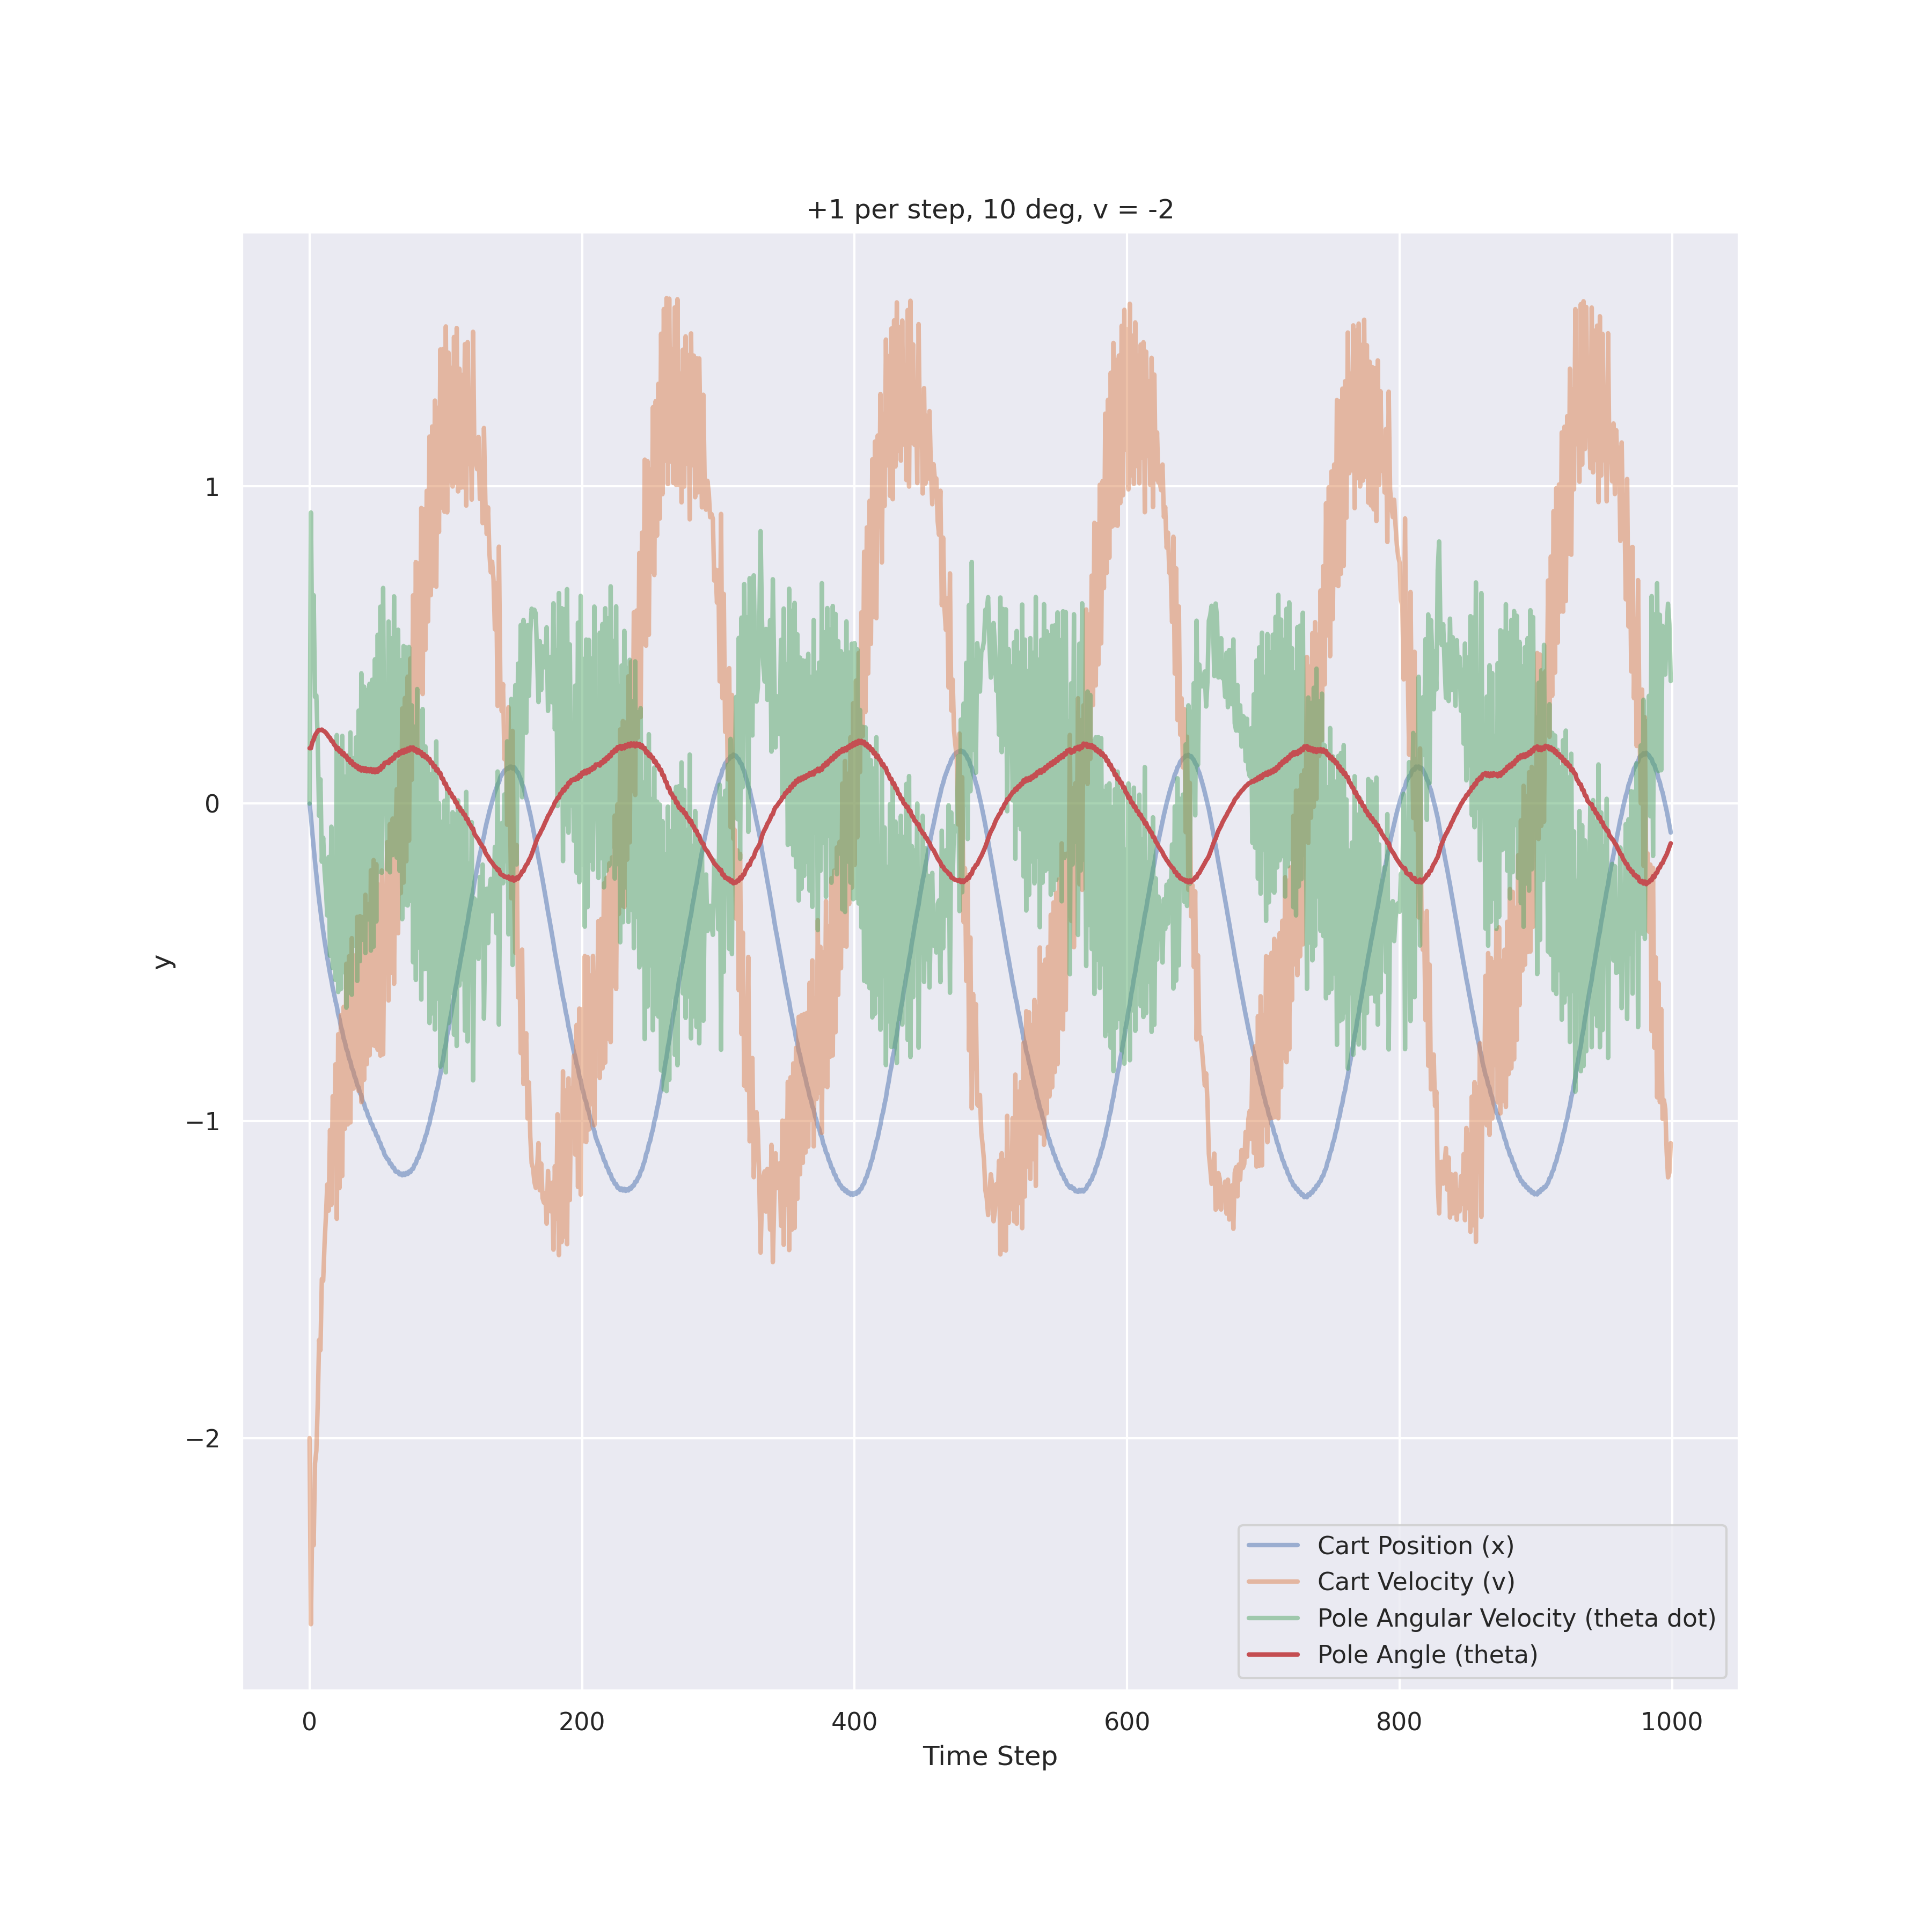 +1 per step, 10 deg, v = -2
y
1
0
−1
−2
0 200 400 600 800 1000
Time Step
Cart Position (x)
Cart Velocity (v)
Pole Angular Velocity (theta dot)
Pole Angle (theta)